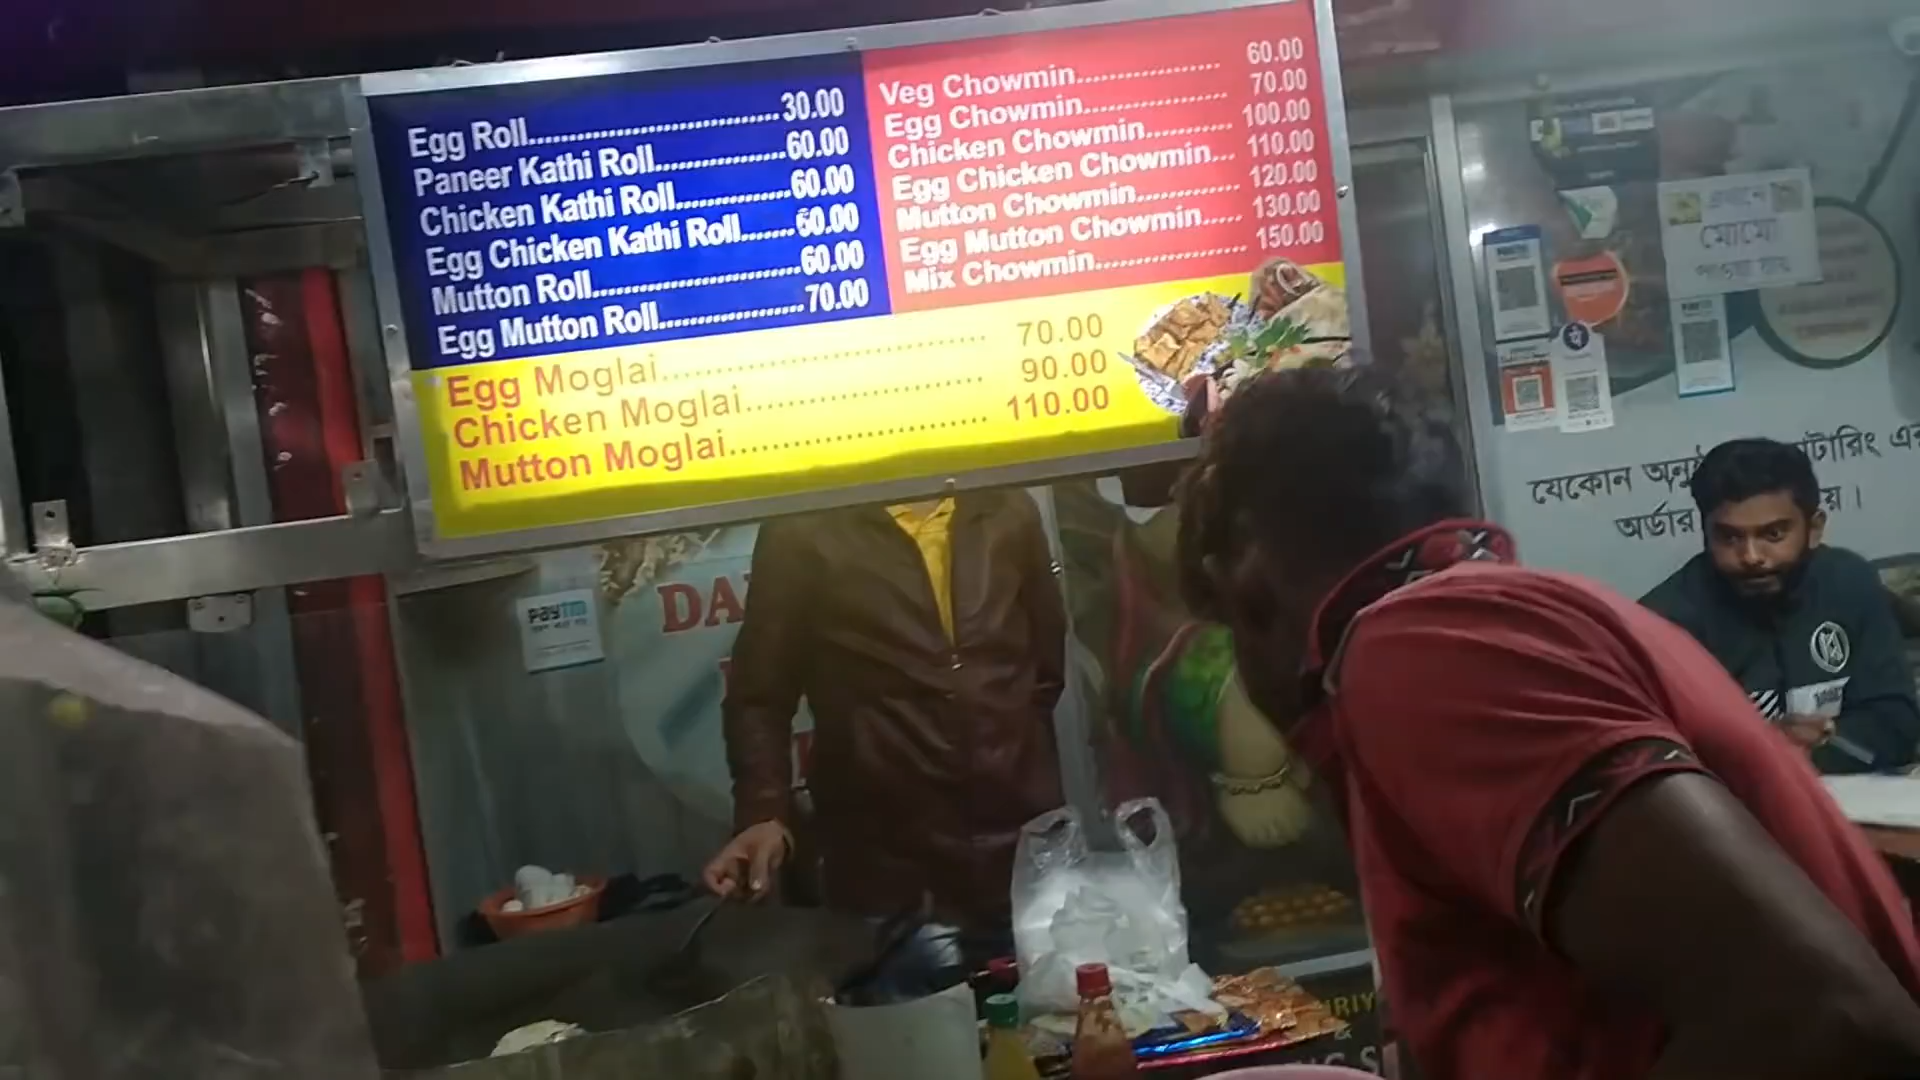 Egg Roll..............................30.00
Paneer Kathi Roll................60.00
Chicken Kathi Roll..............60.00
Egg Chicken Kathi Roll.......60.00
Mutton Roll.........................60.00
Egg Mutton Roll..................70.00
Veg Chowmin.................... 60.00
Egg Chowmin.................... 70.00
Chicken Chowmin............ 100.00
Egg Chicken Chowmin... 110.00
Mutton Chowmin.............. 120.00
Egg Mutton Chowmin..... 130.00
Mix Chowmin..................... 150.00
Egg Moglai............................... 70.00
Chicken Moglai....................... 90.00
Mutton Moglai........................ 110.00
মোমো
যেকোন
অর্ডার
paytm
DA